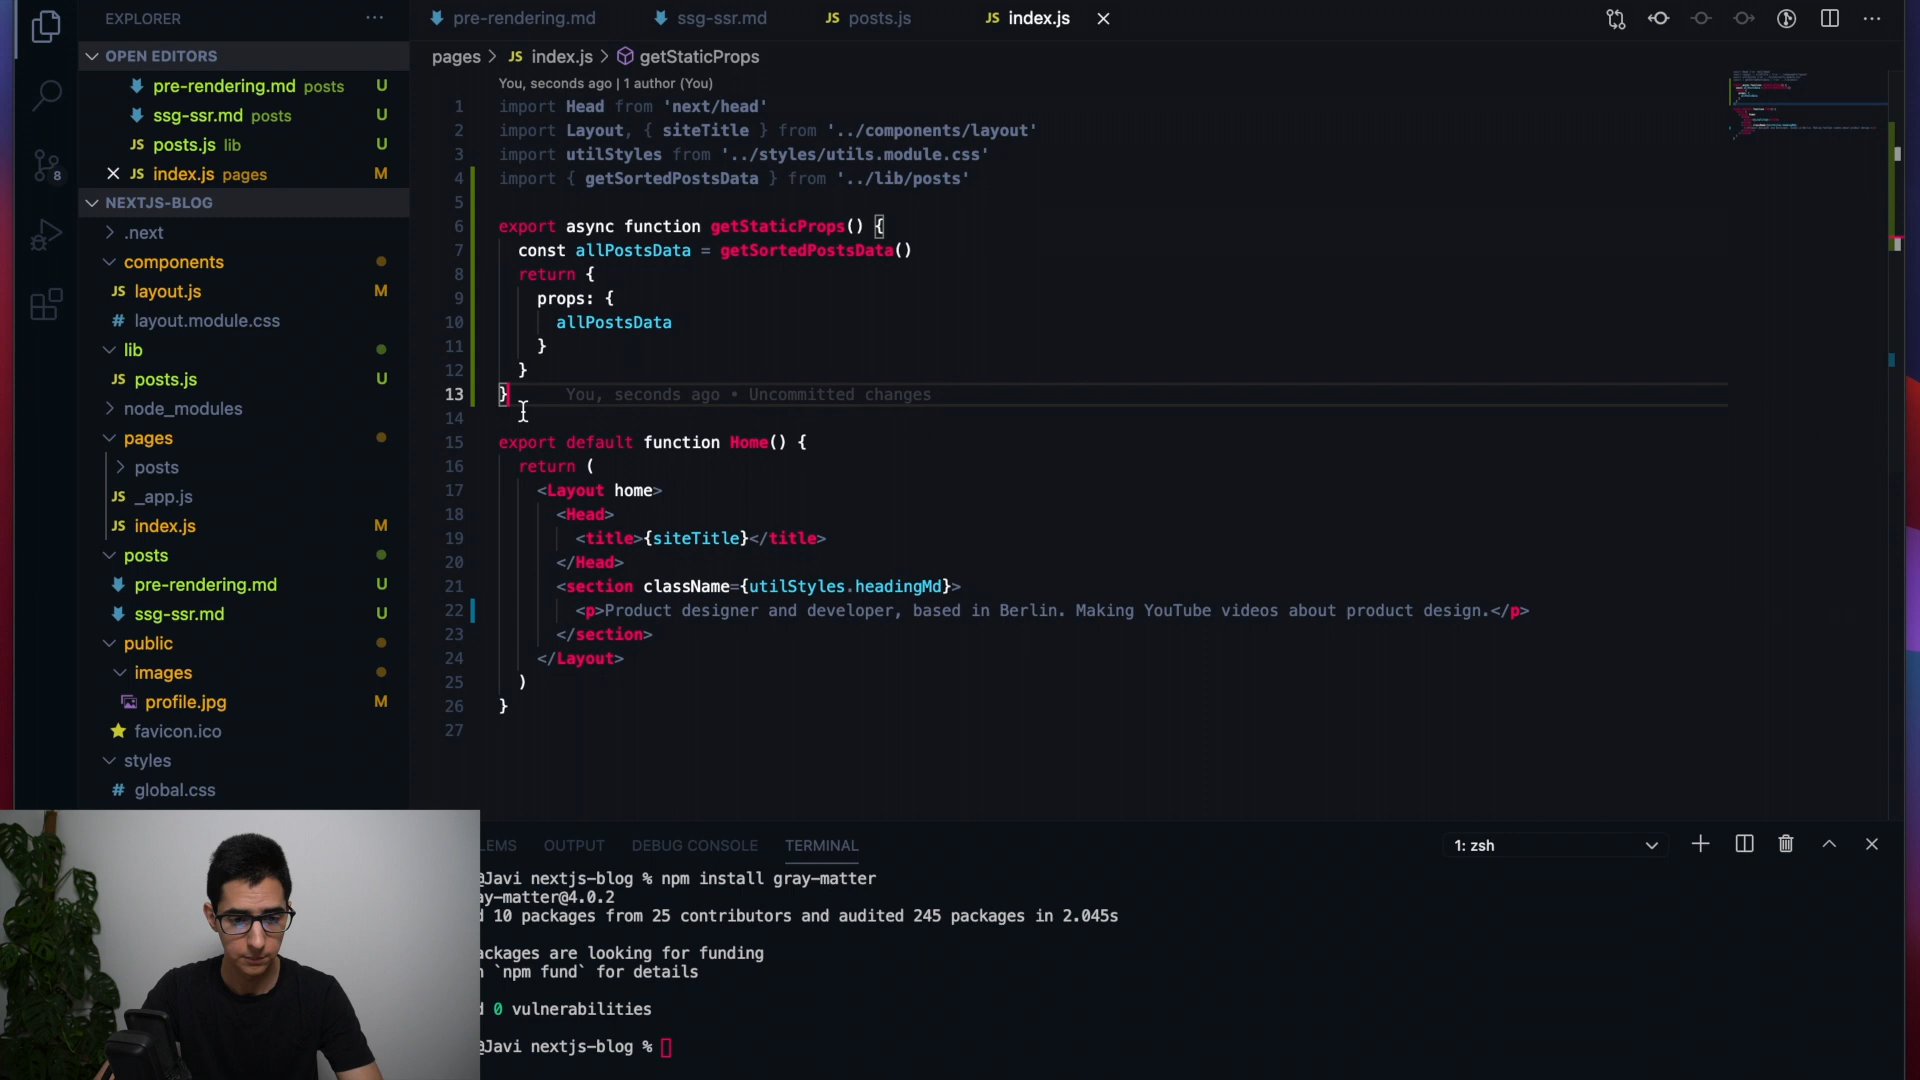 EXPLORER
OPEN EDITORS
pre-rendering.md posts U
ssg-ssr.md posts U
JS posts.js lib U
JS index.js pages M
NEXTJS-BLOG
.next
components
JS layout.js M
# layout.module.css
lib
JS posts.js U
node_modules
pages
posts
JS _app.js
JS index.js M
posts
pre-rendering.md U
ssg-ssr.md U
public
images
profile.jpg M
favicon.ico
styles
# global.css
8
pre-rendering.md ssg-ssr.md JS posts.js JS index.js
pages > JS index.js > getStaticProps
You, seconds ago | 1 author (You)
1 import Head from 'next/head'
2 import Layout, { siteTitle } from '../components/layout'
3 import utilStyles from '../styles/utils.module.css'
4 import { getSortedPostsData } from '../lib/posts'
5
6 export async function getStaticProps() {
7 const allPostsData = getSortedPostsData()
8 return {
9 props: {
10 allPostsData
11 }
12 }
13 } You, seconds ago • Uncommitted changes
14
15 export default function Home() {
16 return (
17 <Layout home>
18 <Head>
19 <title>{siteTitle}</title>
20 </Head>
21 <section className={utilStyles.headingMd}>
22 <p>Product designer and developer, based in Berlin. Making YouTube videos about product design.</p>
23 </section>
24 </Layout>
25 )
26 }
27
LEMS OUTPUT DEBUG CONSOLE TERMINAL 1: zsh
@Javi nextjs-blog % npm install gray-matter
ay-matter@4.0.2
d 10 packages from 25 contributors and audited 245 packages in 2.045s
ackages are looking for funding
n `npm fund` for details
d 0 vulnerabilities
@Javi nextjs-blog %